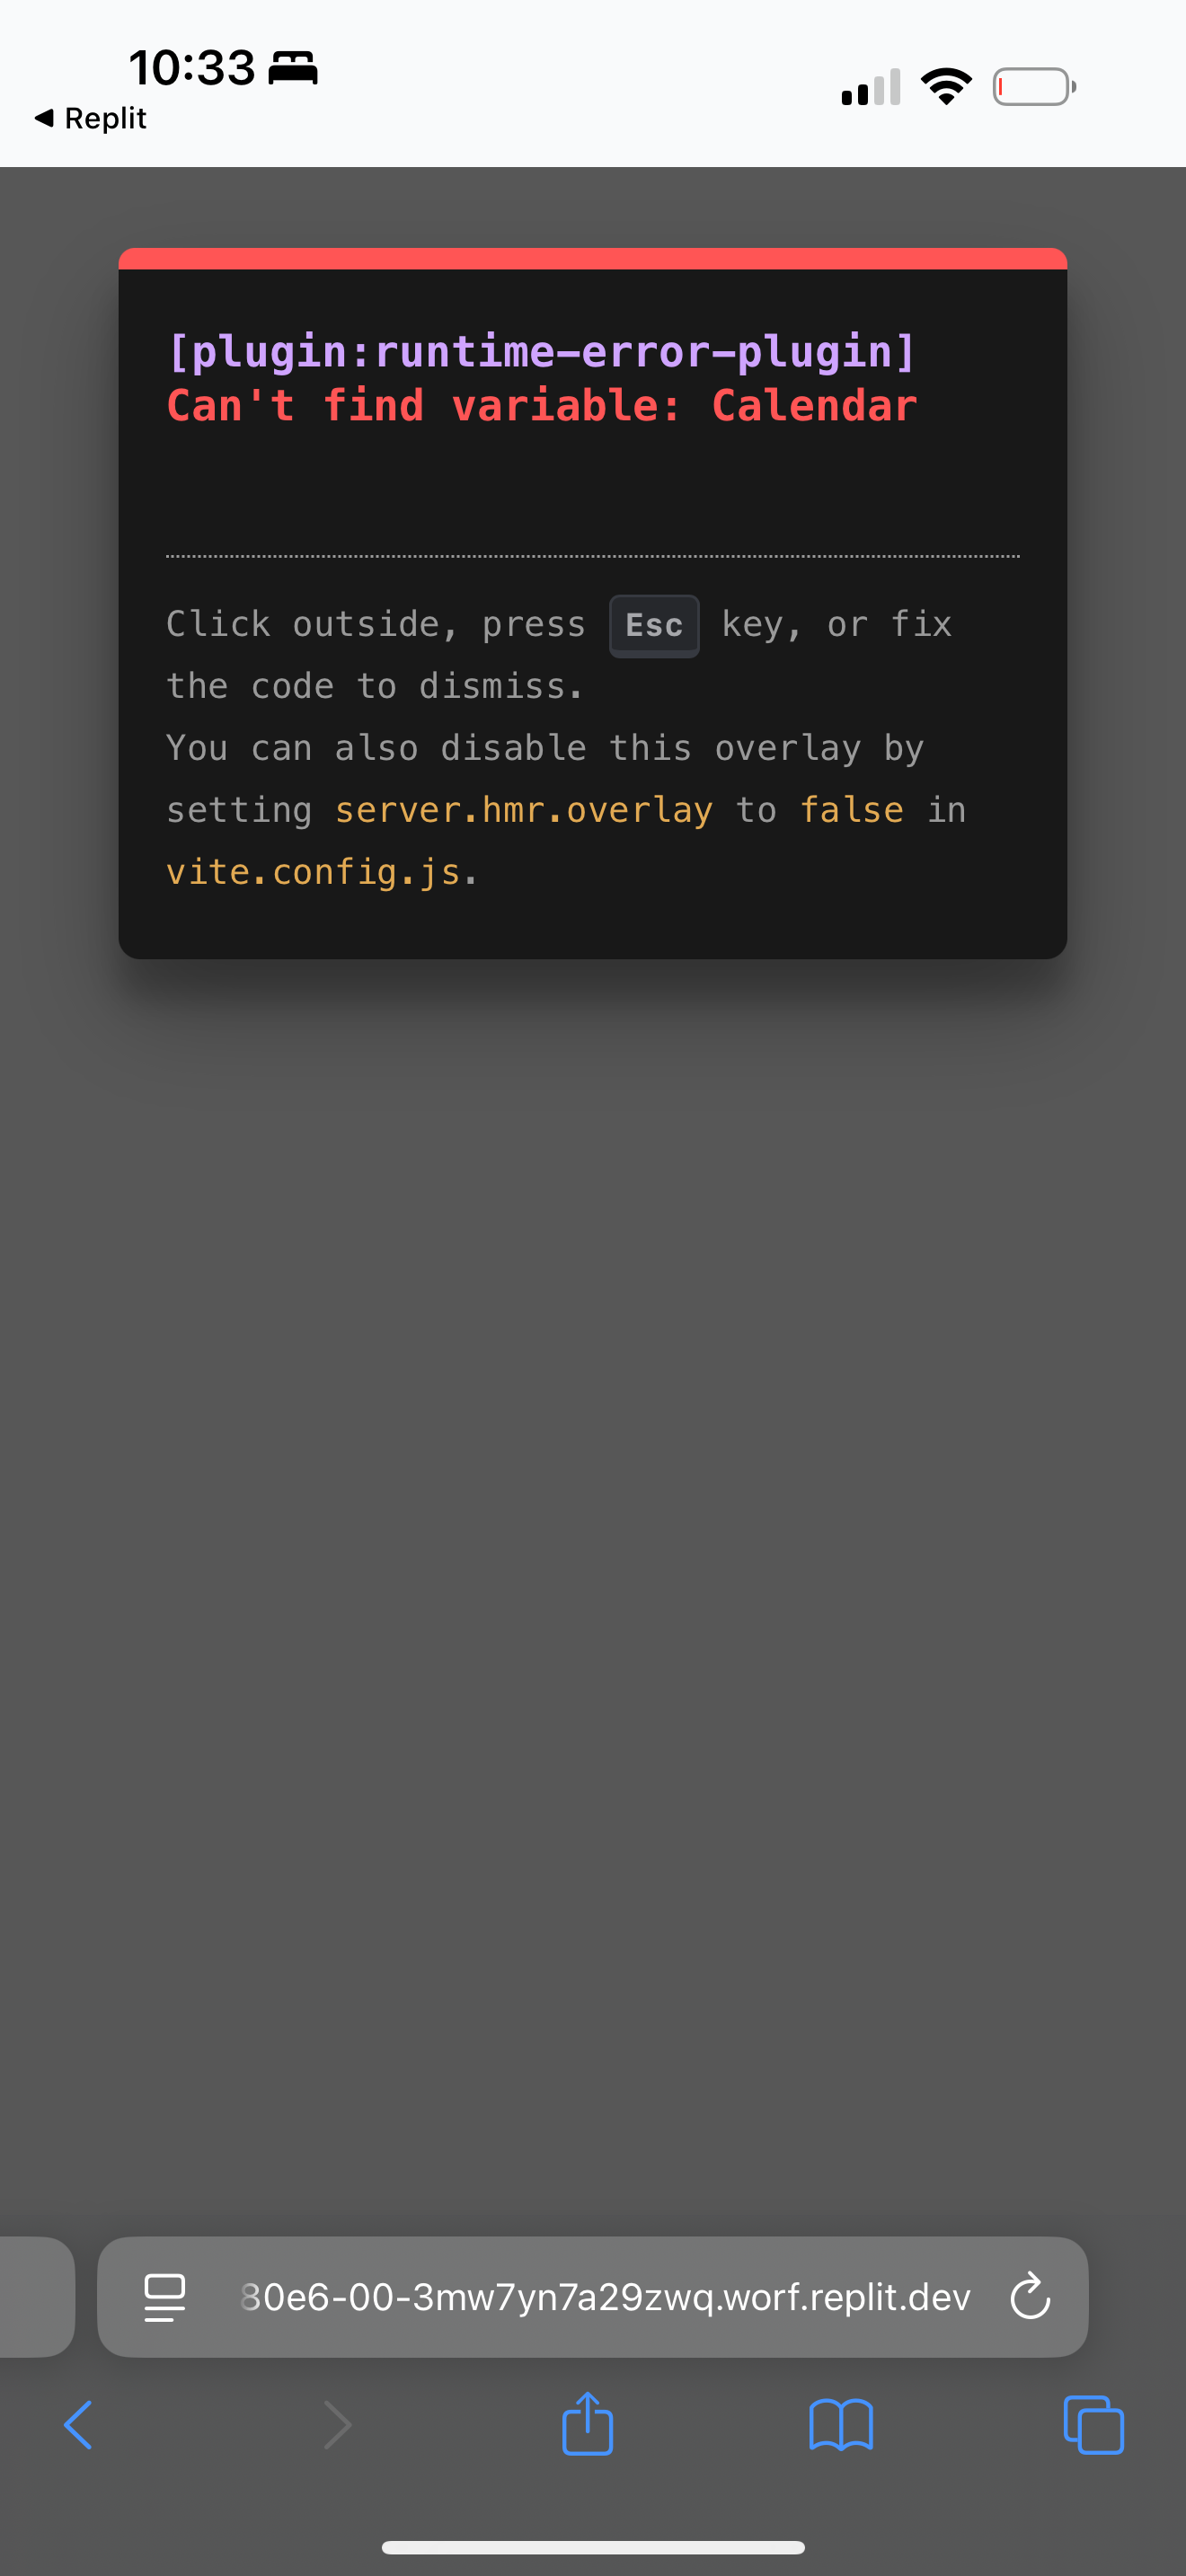 10:33
◀ Replit
[plugin:runtime-error-plugin]
Can't find variable: Calendar
Click outside, press Esc key, or fix
the code to dismiss.
You can also disable this overlay by
setting server.hmr.overlay to false in
vite.config.js.
80e6-00-3mw7yn7a29zwq.worf.replit.dev